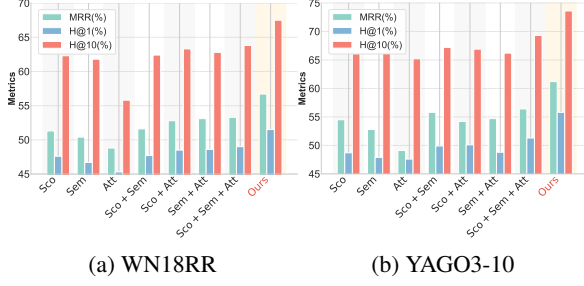 70
65
60
55
50
45
Metrics
MRR(%)
H@1(%)
H@10(%)
Sco
Sem
Att
Sco + Sem
Sco + Att
Sem + Att
Sco + Sem + Att
Ours
(a) WN18RR
75
70
65
60
55
50
45
Metrics
MRR(%)
H@1(%)
H@10(%)
Sco
Sem
Att
Sco + Sem
Sco + Att
Sem + Att
Sco + Sem + Att
Ours
(b) YAGO3-10